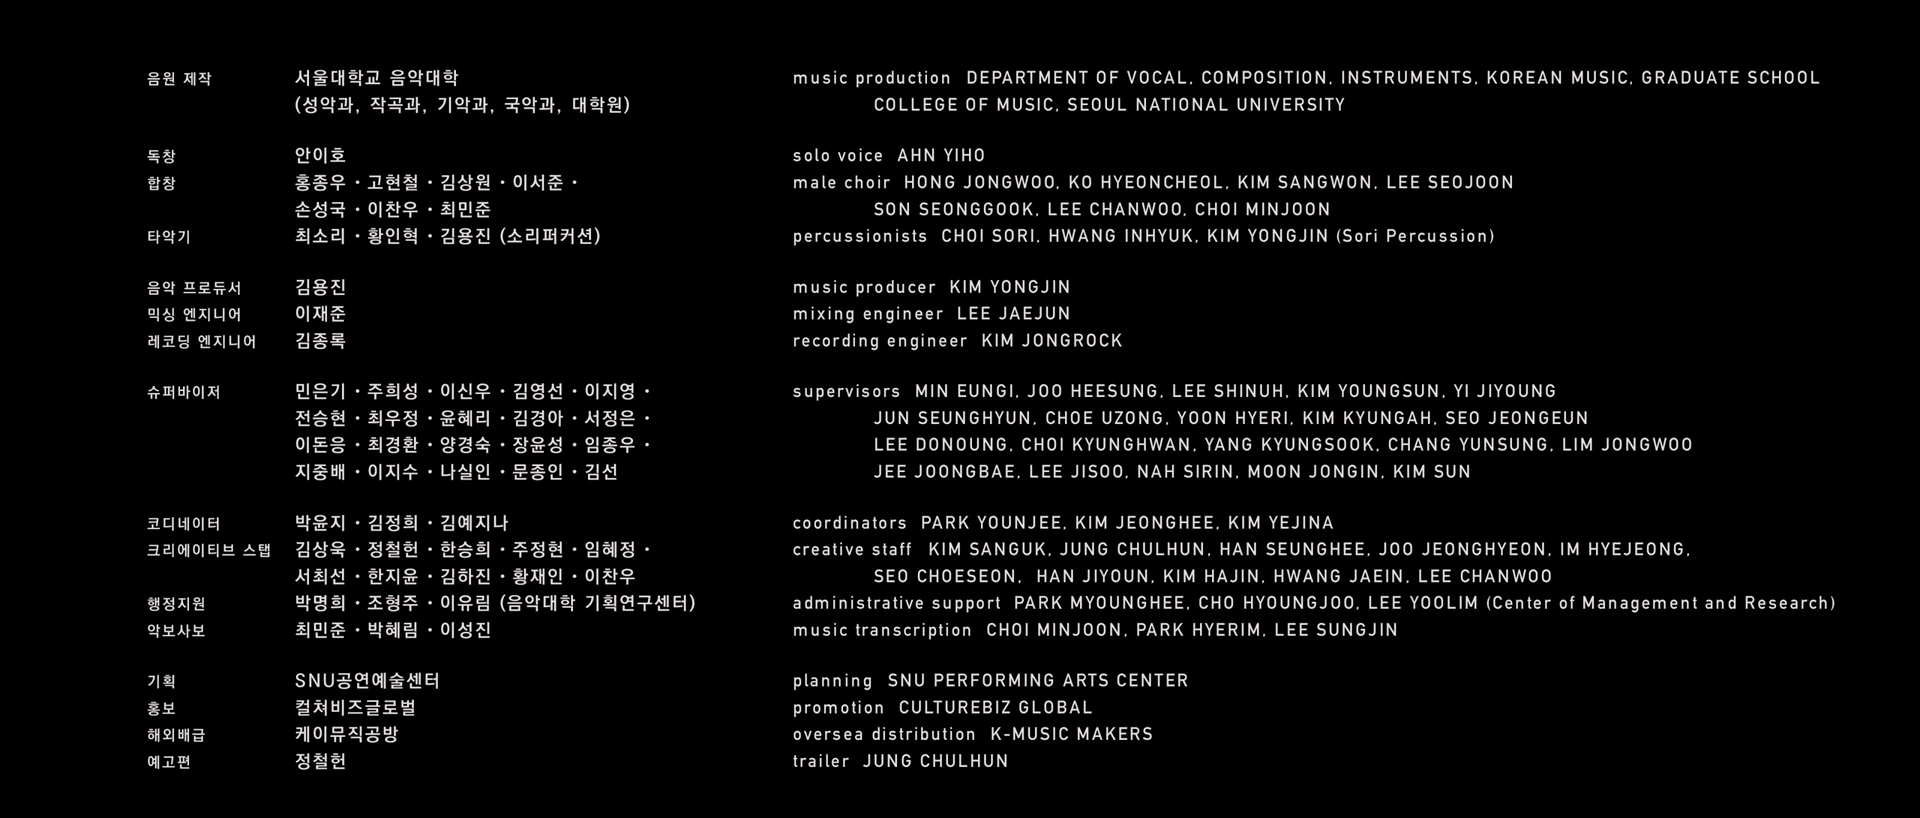 음원 제작 서울대학교 음악대학
(성악과, 작곡과, 기악과, 국악과, 대학원)
독창 안이호
합창 홍종우 · 고현철 · 김상원 · 이서준 ·
손성국 · 이찬우 · 최민준
타악기 최소리 · 황인혁 · 김용진 (소리퍼커션)
음악 프로듀서 김용진
믹싱 엔지니어 이재준
레코딩 엔지니어 김종록
슈퍼바이저 민은기 · 주희성 · 이신우 · 김영선 · 이지영 ·
전승현 · 최우정 · 윤혜리 · 김경아 · 서정은 ·
이돈응 · 최경환 · 양경숙 · 장윤성 · 임종우 ·
지중배 · 이지수 · 나실인 · 문종인 · 김선
코디네이터 박윤지 · 김정희 · 김예지나
크리에이티브 스탭 김상욱 · 정철헌 · 한승희 · 주정현 · 임혜정 ·
서최선 · 한지윤 · 김하진 · 황재인 · 이찬우
행정지원 박명희 · 조형주 · 이유림 (음악대학 기획연구센터)
악보사보 최민준 · 박혜림 · 이성진
기획 SNU공연예술센터
홍보 컬쳐비즈글로벌
해외배급 케이뮤직공방
예고편 정철헌
music production DEPARTMENT OF VOCAL, COMPOSITION, INSTRUMENTS, KOREAN MUSIC, GRADUATE SCHOOL
COLLEGE OF MUSIC, SEOUL NATIONAL UNIVERSITY
solo voice AHN YIHO
male choir HONG JONGWOO, KO HYEONCHEOL, KIM SANGWON, LEE SEOJOON
SON SEONGGOOK, LEE CHANWOO, CHOI MINJOON
percussionists CHOI SORI, HWANG INHYUK, KIM YONGJIN (Sori Percussion)
music producer KIM YONGJIN
mixing engineer LEE JAEJUN
recording engineer KIM JONGROCK
supervisors MIN EUNGI, JOO HEESUNG, LEE SHINUH, KIM YOUNGSUN, YI JIYOUNG
JUN SEUNGHYUN, CHOE UZONG, YOON HYERI, KIM KYUNGAH, SEO JEONGEUN
LEE DONOUNG, CHOI KYUNGHWAN, YANG KYUNGSOOK, CHANG YUNSUNG, LIM JONGWOO
JEE JOONGBAE, LEE JISOO, NAH SIRIN, MOON JONGIN, KIM SUN
coordinators PARK YOUNJEE, KIM JEONGHEE, KIM YEJINA
creative staff KIM SANGUK, JUNG CHULHUN, HAN SEUNGHEE, JOO JEONGHYEON, IM HYEJEONG,
SEO CHOESEON, HAN JIYOUN, KIM HAJIN, HWANG JAEIN, LEE CHANWOO
administrative support PARK MYOUNGHEE, CHO HYOUNGJOO, LEE YOOLIM (Center of Management and Research)
music transcription CHOI MINJOON, PARK HYERIM, LEE SUNGJIN
planning SNU PERFORMING ARTS CENTER
promotion CULTUREBIZ GLOBAL
oversea distribution K-MUSIC MAKERS
trailer JUNG CHULHUN